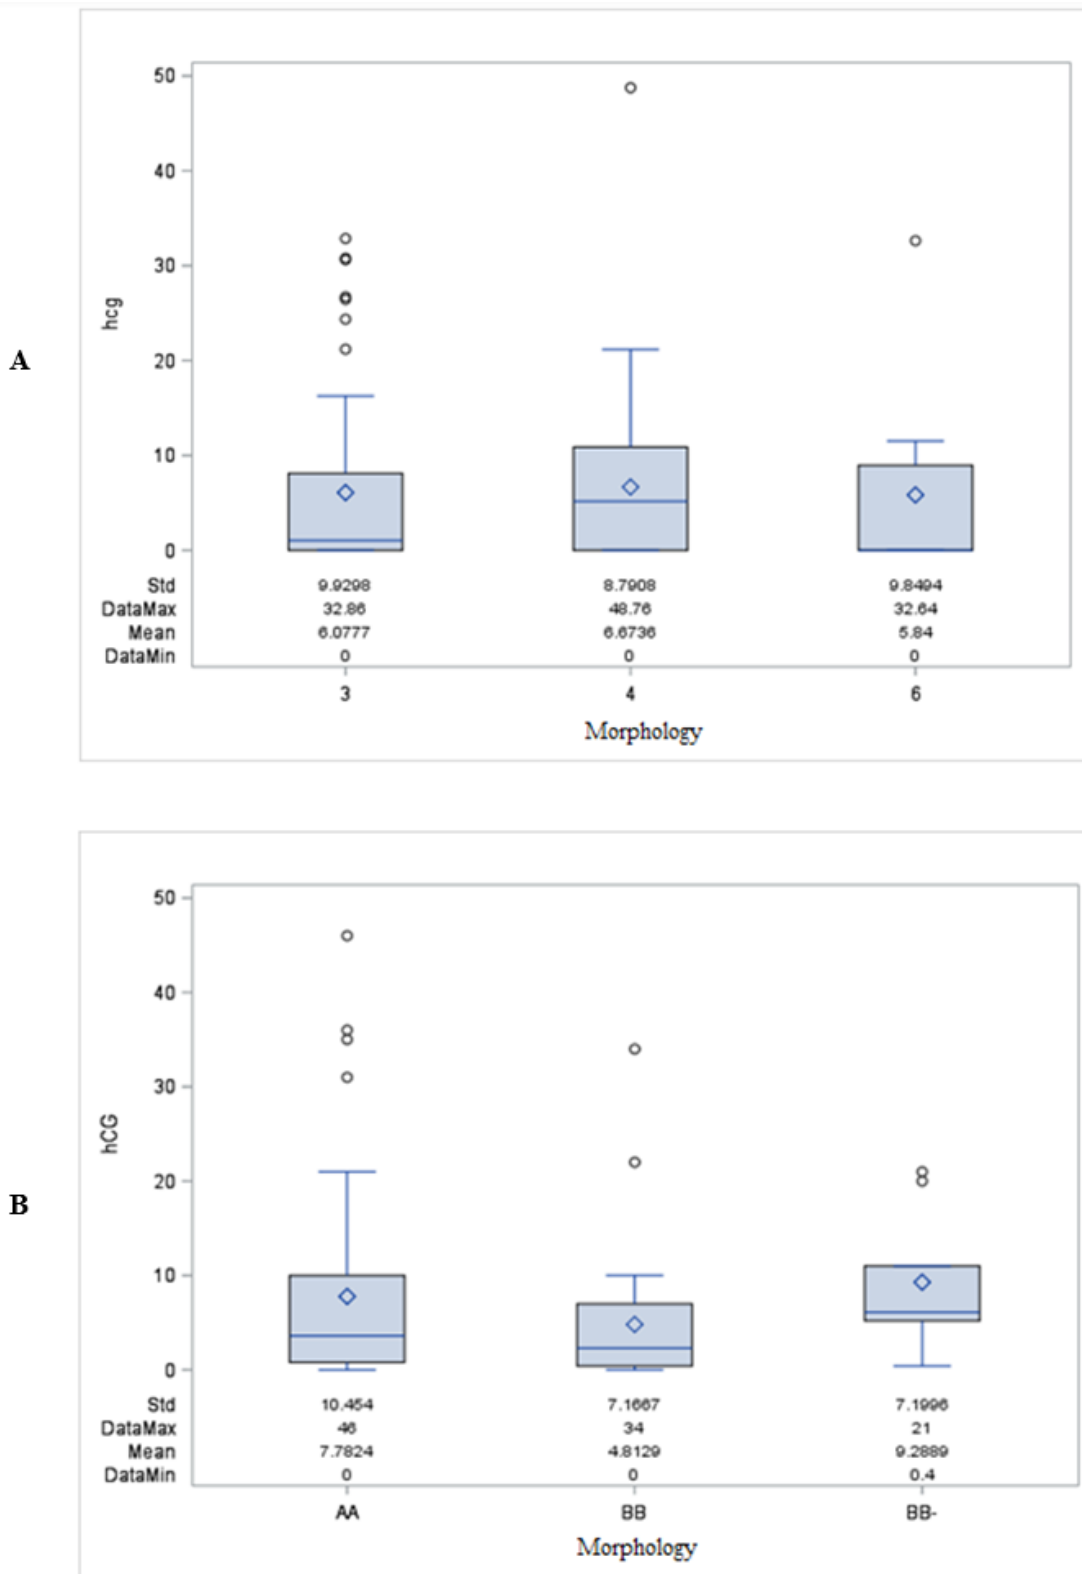 A
hcg
50
40
30
20
10
0
Std 9.9298 8.7908 9.8494
DataMax 32.86 48.76 32.64
Mean 6.0777 6.6736 5.84
DataMin 0 0 0
3 4 6
Morphology
B
hCG
50
40
30
20
10
0
Std 10.454 7.1667 7.1996
DataMax 46 34 21
Mean 7.7824 4.8129 9.2889
DataMin 0 0 0.4
AA BB BB-
Morphology